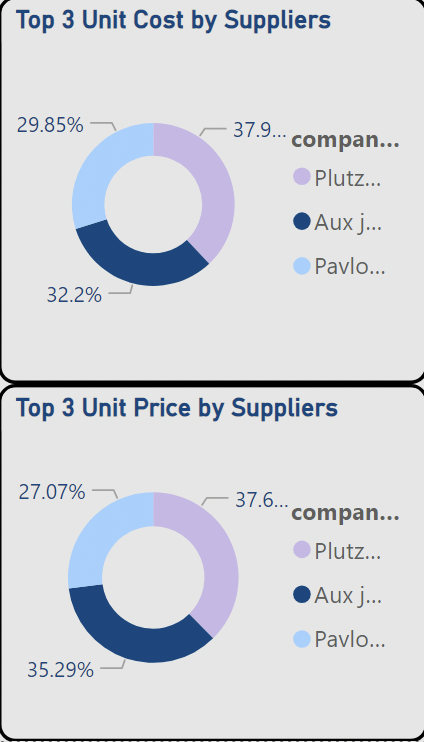 Top 3 Unit Cost by Suppliers
29.85%
37.9...
compan...
Plutz...
Aux j...
Pavlo...
32.2%
Top 3 Unit Price by Suppliers
27.07%
37.6...
compan...
Plutz...
Aux j...
Pavlo...
35.29%